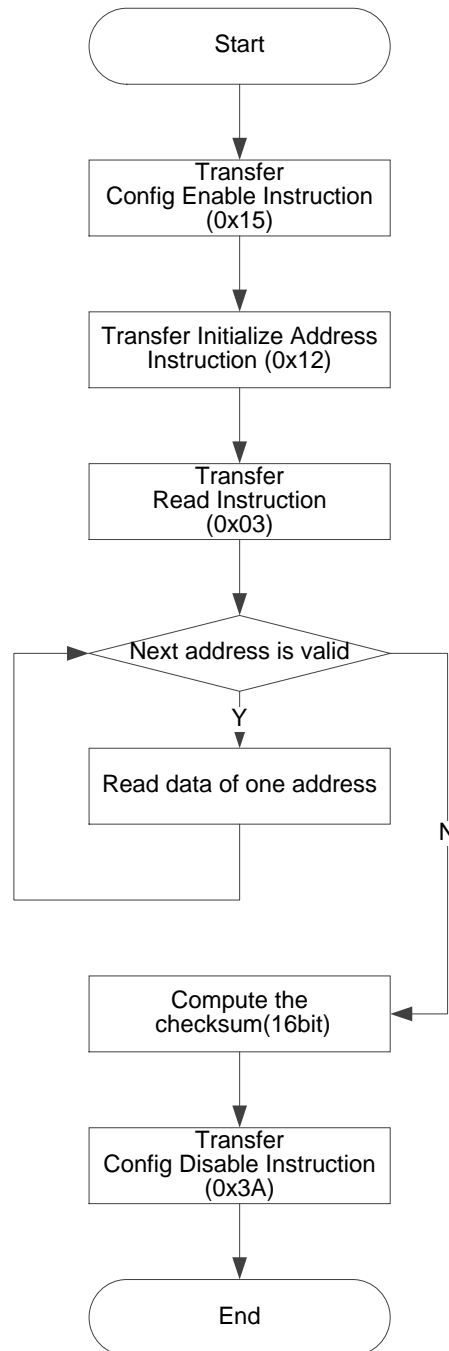 Start
Transfer
Config Enable Instruction
(0x15)
Transfer Initialize Address
Instruction (0x12)
Transfer
Read Instruction
(0x03)
Next address is valid
Y
Read data of one address
N
Compute the
checksum(16bit)
Transfer
Config Disable Instruction
(0x3A)
End